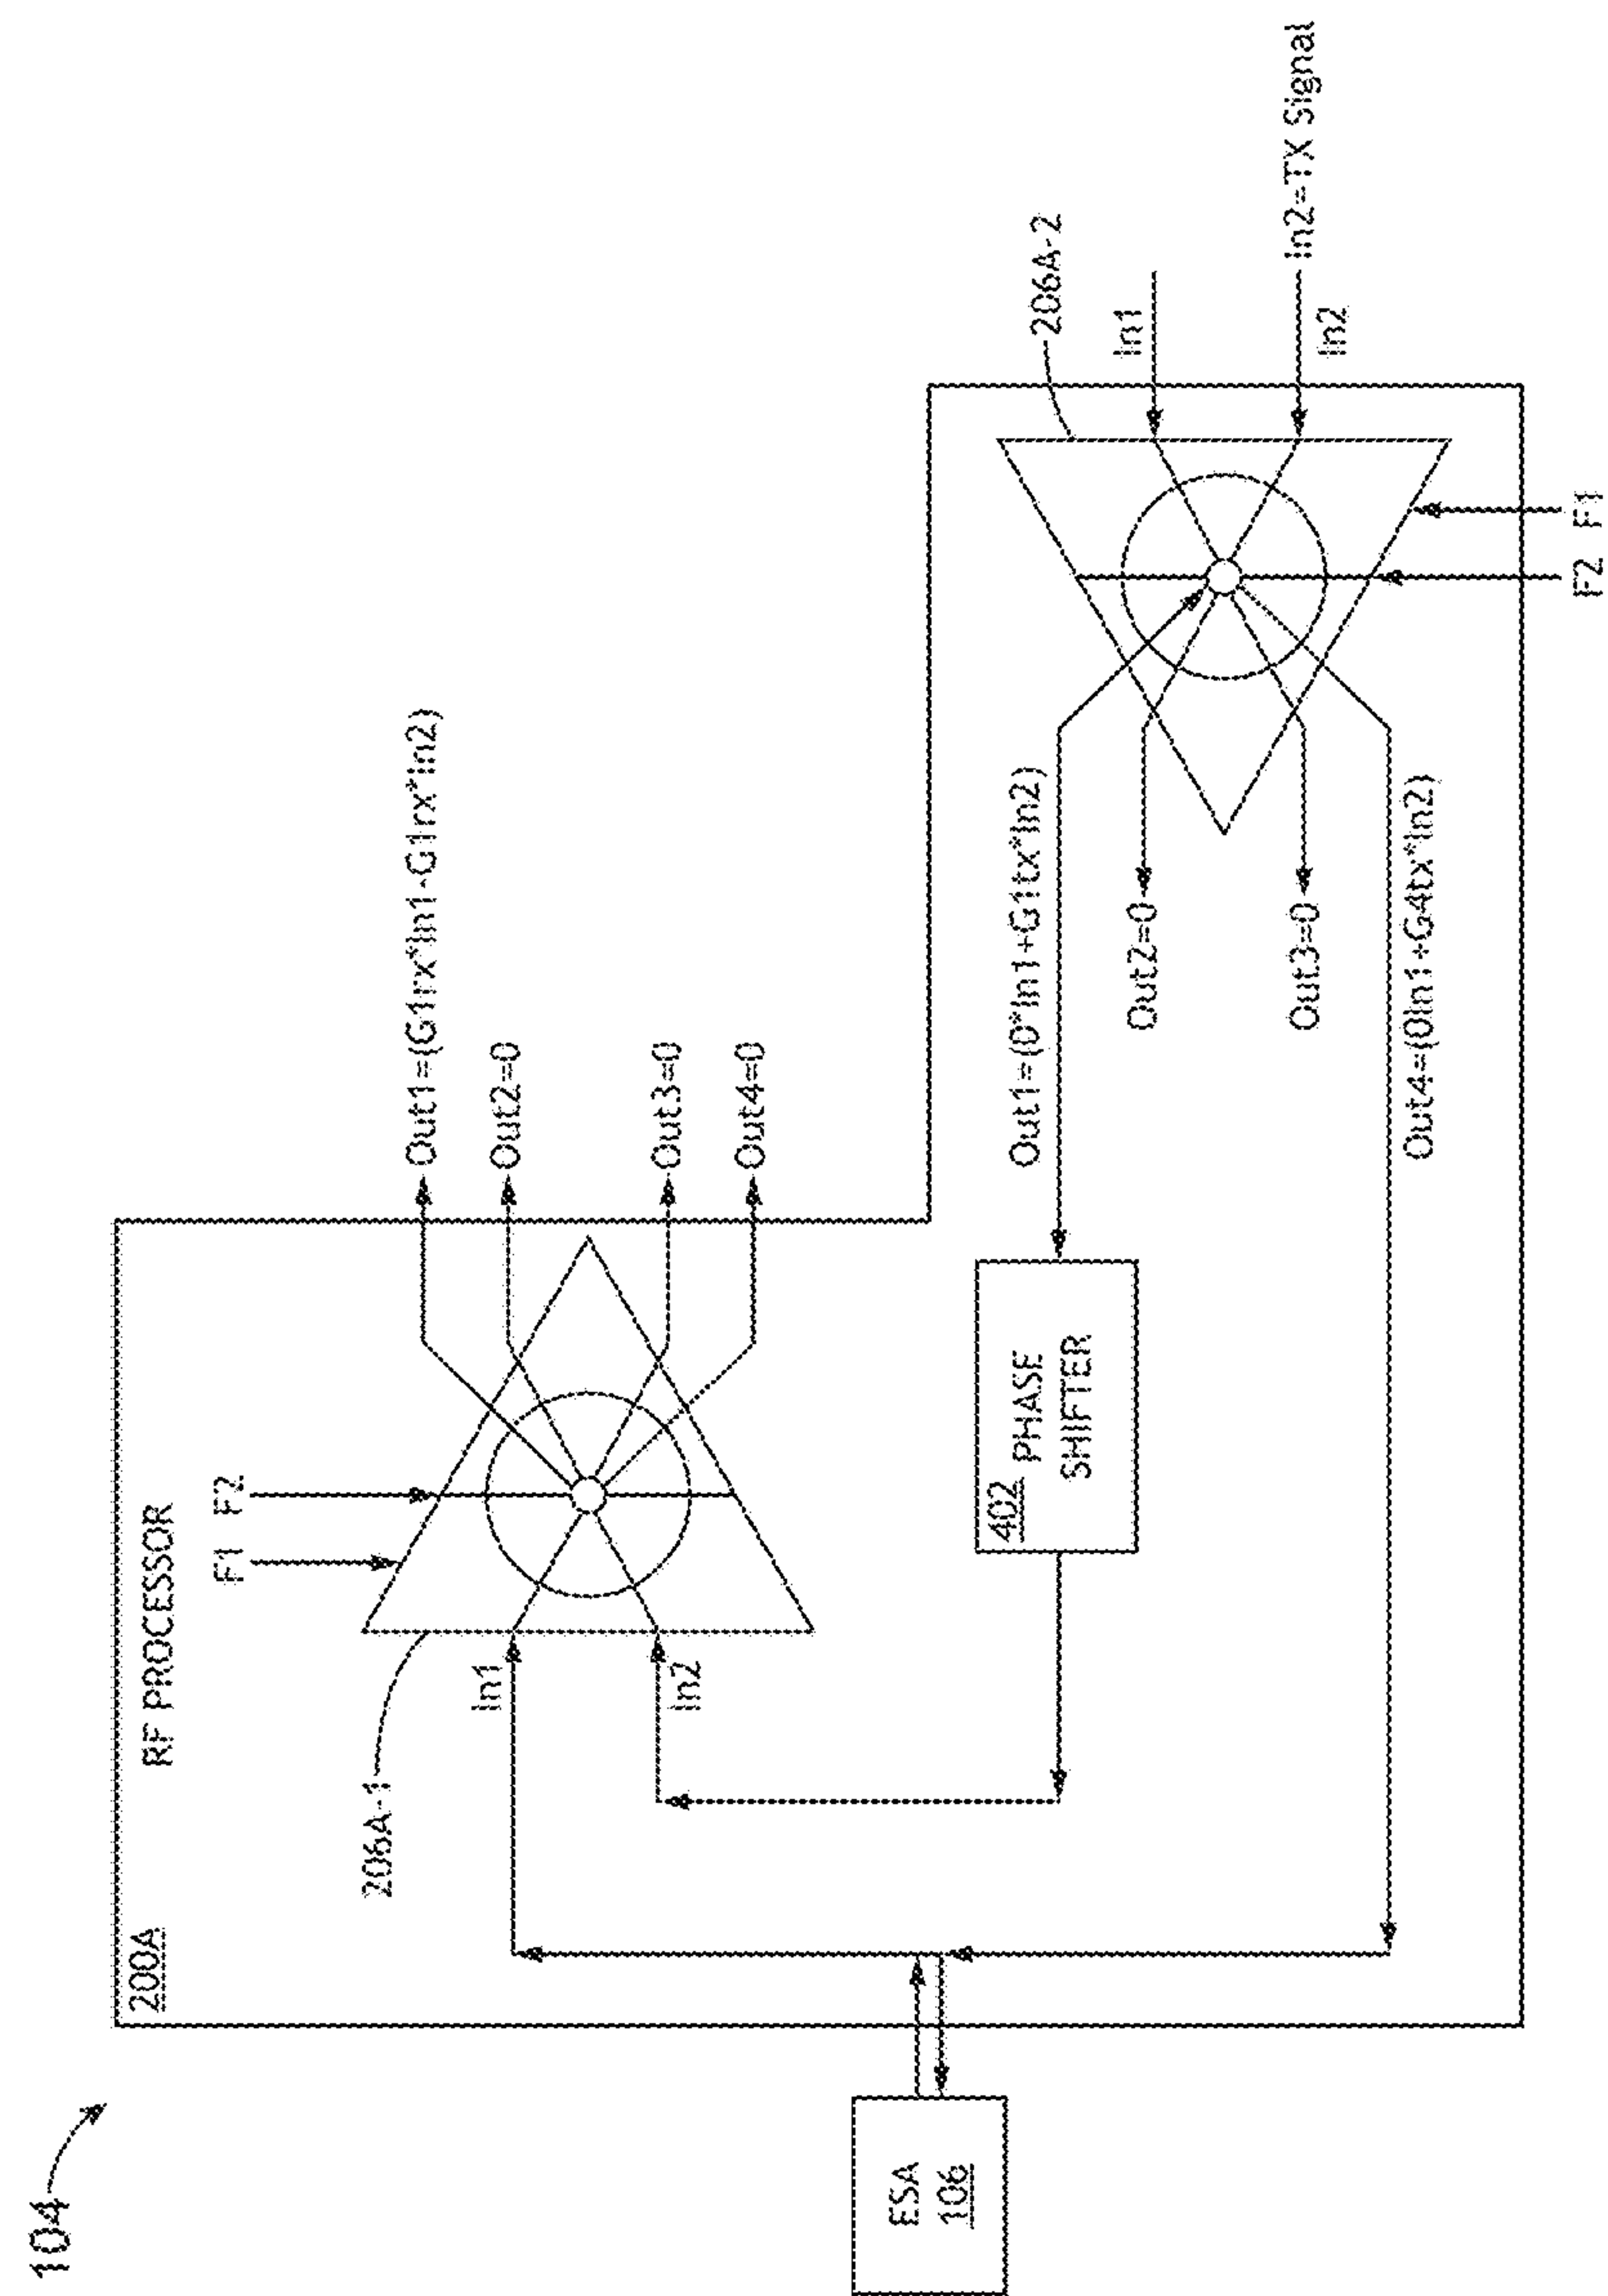 104
200A
RF PROCESSOR
F1
F2
206A-1
In1
In2
Out1=(G1rx*In1-G1rx*In2)
Out2=0
Out3=0
Out4=0
ESA
106
402
PHASE
SHIFTER
Out1=(0*In1+G1tx*In2)
Out2=0
Out3=0
Out4=(0In1+G4tx*In2)
206A-2
In1
In2=TX Signal
In2
F2
F1